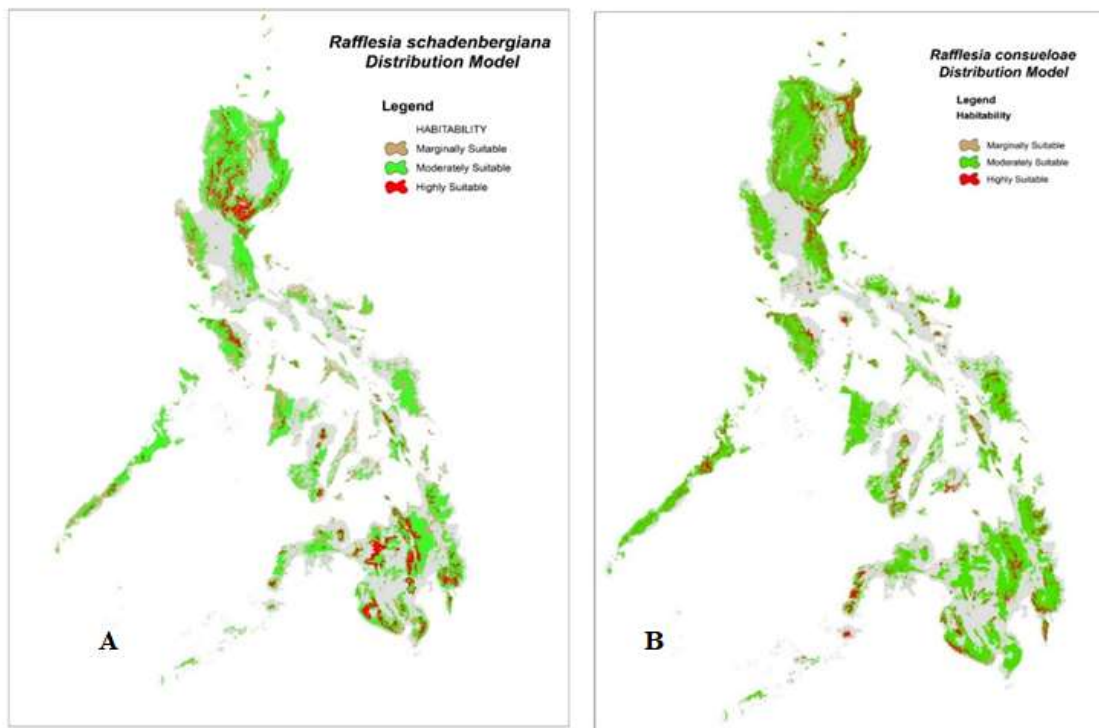 Rafflesia schadenbergiana
Distribution Model
Legend
HABITABILITY
Marginally Suitable
Moderately Suitable
Highly Suitable
A
Rafflesia consueloae
Distribution Model
Legend
Habitability
Marginally Suitable
Moderately Suitable
Highly Suitable
B